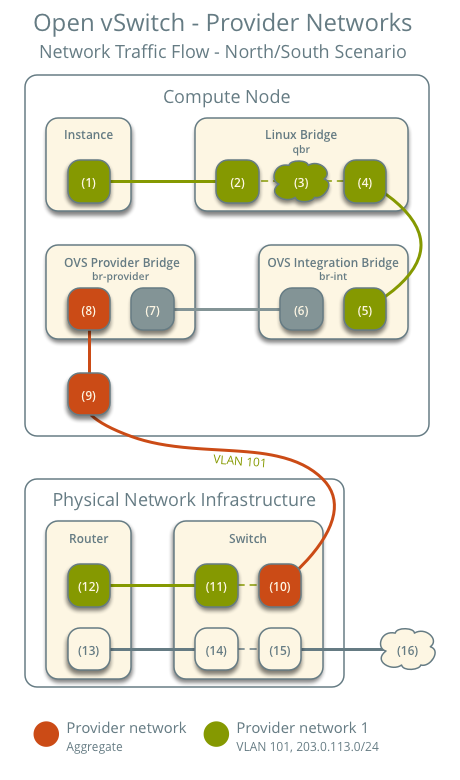 Open vSwitch - Provider Networks
Network Traffic Flow - North/South Scenario
Compute Node
Instance
Linux Bridge
qbr
(1)
(2)
(3)
(4)
OVS Provider Bridge
br-provider
OVS Integration Bridge
br-int
(8)
(7)
(6)
(5)
(9)
VLAN 101
Physical Network Infrastructure
Router
Switch
(12)
(11)
(10)
(13)
(14)
(15)
(16)
Provider network
Aggregate
Provider network 1
VLAN 101, 203.0.113.0/24